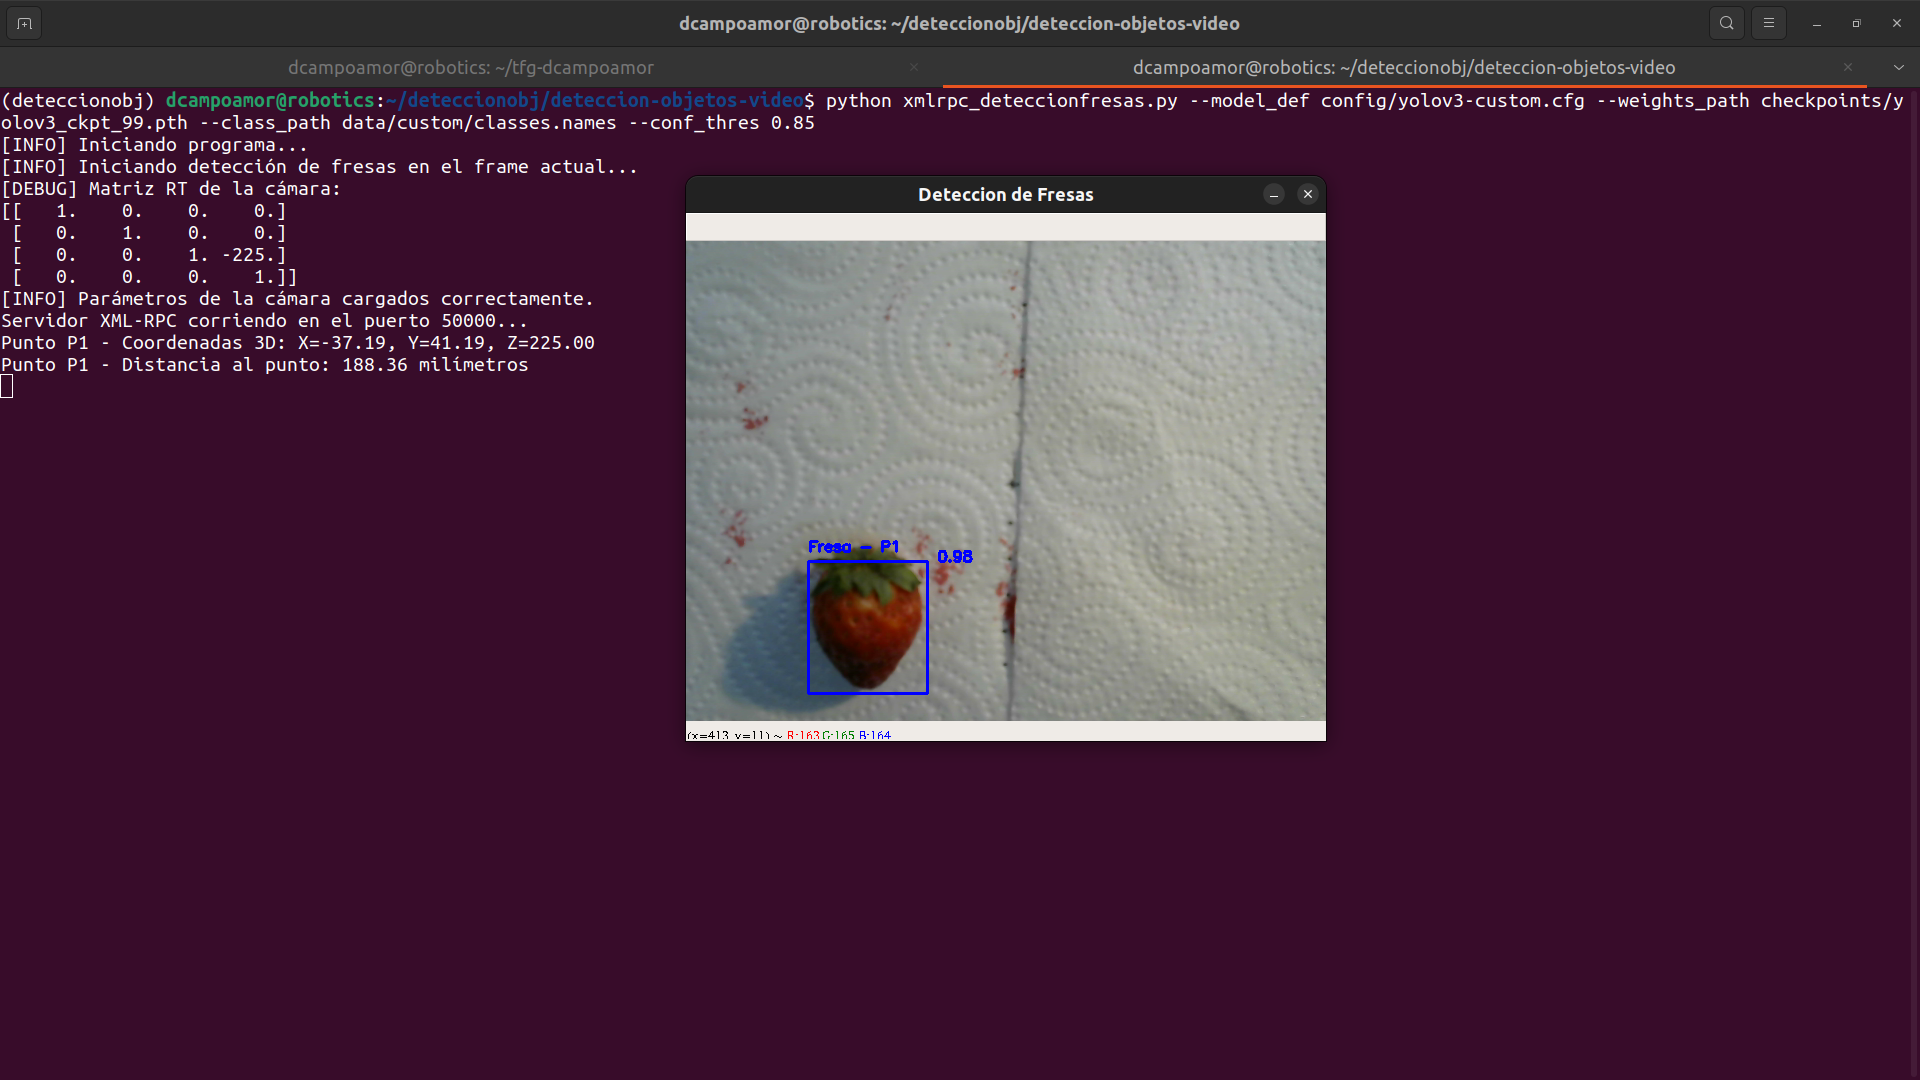 dcampoamor@robotics: ~/deteccionobj/deteccion-objetos-video
dcampoamor@robotics: ~/tfg-dcampoamor
dcampoamor@robotics: ~/deteccionobj/deteccion-objetos-video
(deteccionobj) dcampoamor@robotics:~/deteccionobj/deteccion-objetos-video$ python xmlrpc_deteccionfresas.py --model_def config/yolov3-custom.cfg --weights_path checkpoints/y
olov3_ckpt_99.pth --class_path data/custom/classes.names --conf_thres 0.85
[INFO] Iniciando programa...
[INFO] Iniciando detección de fresas en el frame actual...
[DEBUG] Matriz RT de la cámara:
[[   1.    0.    0.    0.]
 [   0.    1.    0.    0.]
 [   0.    0.    1. -225.]
 [   0.    0.    0.    1.]]
[INFO] Parámetros de la cámara cargados correctamente.
Servidor XML-RPC corriendo en el puerto 50000...
Punto P1 - Coordenadas 3D: X=-37.19, Y=41.19, Z=225.00
Punto P1 - Distancia al punto: 188.36 milímetros
Deteccion de Fresas
Fresa - P1
0.98
(x=413, y=11) ~ R:163 G:165 B:164